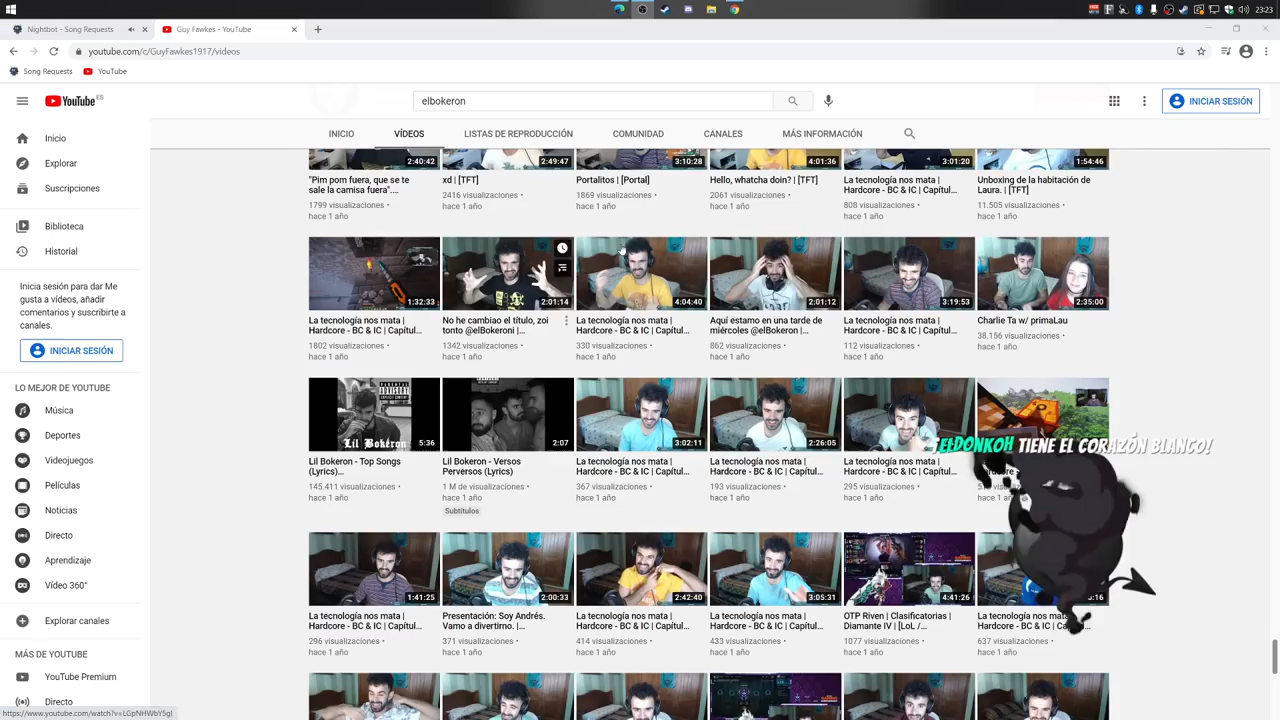 23:23
Nightbot - Song Requests
Guy Fawkes - YouTube
youtube.com/c/GuyFawkes1917/videos
Song Requests
YouTube
YouTube ES
elbokeron
INICIAR SESIÓN
INICIO
VÍDEOS
LISTAS DE REPRODUCCIÓN
COMUNIDAD
CANALES
MÁS INFORMACIÓN
Inicio
Explorar
Suscripciones
Biblioteca
Historial
Inicia sesión para dar Me
gusta a vídeos, añadir
comentarios y suscribirte a
canales.
INICIAR SESIÓN
LO MEJOR DE YOUTUBE
Música
Deportes
Videojuegos
Películas
Noticias
Directo
Aprendizaje
Vídeo 360°
Explorar canales
MÁS DE YOUTUBE
YouTube Premium
Directo
https://www.youtube.com/watch?v=LGpNHWbY5gI
2:40:42
"Pim pom fuera, que se te
sale la camisa fuera"....
1799 visualizaciones •
hace 1 año
2:49:47
xd | [TFT]
2416 visualizaciones •
hace 1 año
3:10:28
Portalitos | [Portal]
1869 visualizaciones •
hace 1 año
4:01:36
Hello, whatcha doin? | [TFT]
2061 visualizaciones •
hace 1 año
3:01:20
La tecnología nos mata |
Hardcore - BC & IC | Capítul...
808 visualizaciones •
hace 1 año
1:54:46
Unboxing de la habitación de
Laura. | [TFT]
11.505 visualizaciones •
hace 1 año
1:32:33
La tecnología nos mata |
Hardcore - BC & IC | Capítul...
1802 visualizaciones •
hace 1 año
2:01:14
No he cambiao el título, zoi
tonto @elBokeroni |...
1342 visualizaciones •
hace 1 año
4:04:40
La tecnología nos mata |
Hardcore - BC & IC | Capítul...
330 visualizaciones •
hace 1 año
2:01:12
Aquí estamo en una tarde de
miércoles @elBokeron |...
862 visualizaciones •
hace 1 año
3:19:53
La tecnología nos mata |
Hardcore - BC & IC | Capítul...
112 visualizaciones •
hace 1 año
2:35:00
Charlie Ta w/ primaLau
38.156 visualizaciones •
hace 1 año
PARENTAL
ADVISORY
EXPLICIT CONTENT
Lil Bokeron
5:36
Lil Bokeron - Top Songs
(Lyrics)...
145.411 visualizaciones •
hace 1 año
2:07
Lil Bokeron - Versos
Perversos (Lyrics)
1 M de visualizaciones •
hace 1 año
Subtítulos
3:02:11
La tecnología nos mata |
Hardcore - BC & IC | Capítul...
367 visualizaciones •
hace 1 año
2:26:05
La tecnología nos mata |
Hardcore - BC & IC | Capítul...
193 visualizaciones •
hace 1 año
La tecnología nos mata |
Hardcore - BC & IC | Capítul...
295 visualizaciones •
hace 1 año
¡ELDONKOH TIENE EL CORAZÓN BLANCO!
hace 1 año
1:41:25
La tecnología nos mata |
Hardcore - BC & IC | Capítul...
296 visualizaciones •
hace 1 año
2:00:33
Presentación: Soy Andrés.
Vamo a divertirno. |...
371 visualizaciones •
hace 1 año
2:42:40
La tecnología nos mata |
Hardcore - BC & IC | Capítul...
414 visualizaciones •
hace 1 año
3:05:31
La tecnología nos mata |
Hardcore - BC & IC | Capítul...
433 visualizaciones •
hace 1 año
4:41:26
OTP Riven | Clasificatorias |
Diamante IV | [LoL /...
1077 visualizaciones •
hace 1 año
La tecnología nos mata |
Hardcore - BC & IC | Capítul...
637 visualizaciones •
hace 1 año